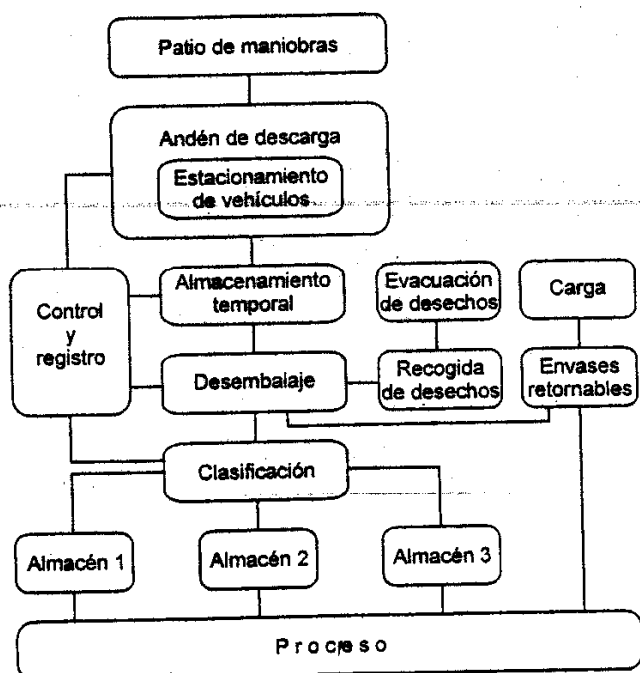 Patio de maniobras
Andén de descarga
Estacionamiento
de vehículos
Almacenamiento
temporal
Evacuación
de desechos
Carga
Control
y
registro
Desembalaje
Recogida
de desechos
Envases
retornables
Clasificación
Almacén 1
Almacén 2
Almacén 3
Proceso